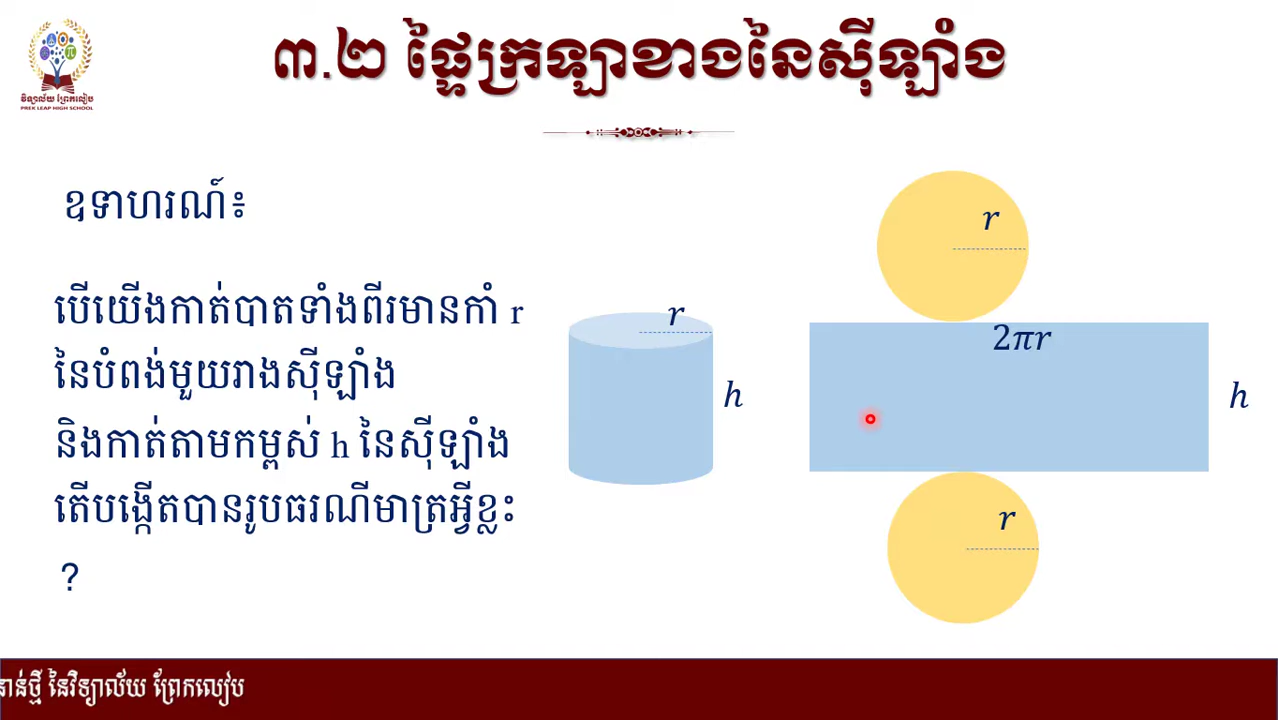 វិទ្យាល័យ ព្រែកលៀប
PREK LEAP HIGH SCHOOL
៣.២ ផ្ទៃក្រឡាខាងនៃស៊ីឡាំង
ឧទាហរណ៍៖
បើយើងកាត់បាតទាំងពីរមានកាំ r
នៃបំពង់មួយរាងស៊ីឡាំង
និងកាត់តាមកម្ពស់ h នៃស៊ីឡាំង
តើបង្កើតបានរូបធរណីមាត្រអ្វីខ្លះ
?
r
h
r
2πr
h
r
នៃវិទ្យាល័យ ព្រែកលៀប